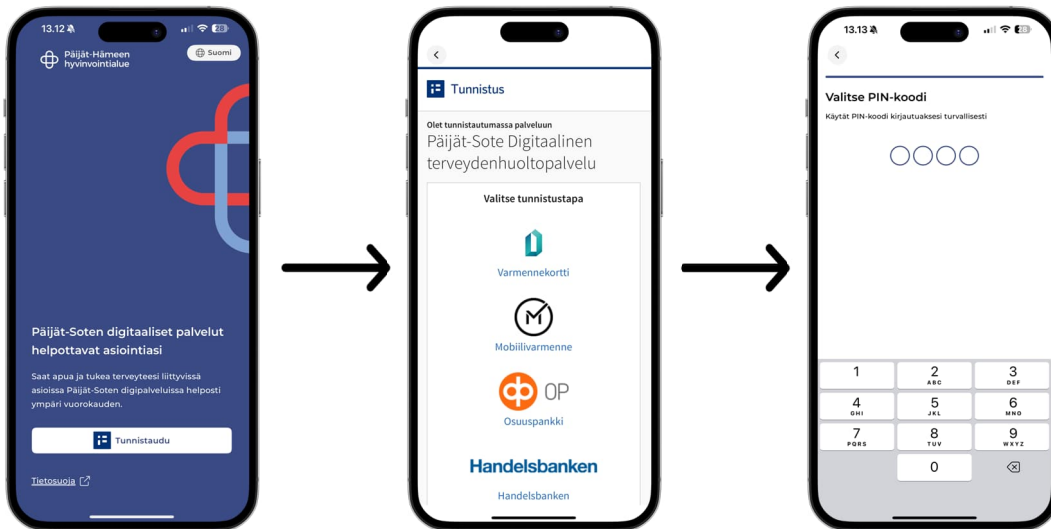 13.12
28
Päijät-Hämeen
hyvinvointialue
Suomi
Päijät-Soten digitaaliset palvelut
helpottavat asiointiasi
Saat apua ja tukea terveyteesi liittyvissä
asioissa Päijät-Soten digipalveluissa helposti
ympäri vuorokauden.
Tunnistaudu
Tietosuoja
Tunnistus
Olet tunnistautumassa palveluun
Päijät-Sote Digitaalinen
terveydenhuoltopalvelu
Valitse tunnistustapa
Varmennekortti
M
Mobiilivarmenne
op OP
Osuuspankki
Handelsbanken
Handelsbanken
13.13
28
Valitse PIN-
koodi
Käytät PIN-koodi kirjautuaksesi turvallisesti
1 2 3
ABC DEF
4 5 6
GHI JKL MNO
7 8 9
PQRS TUV WXYZ
0